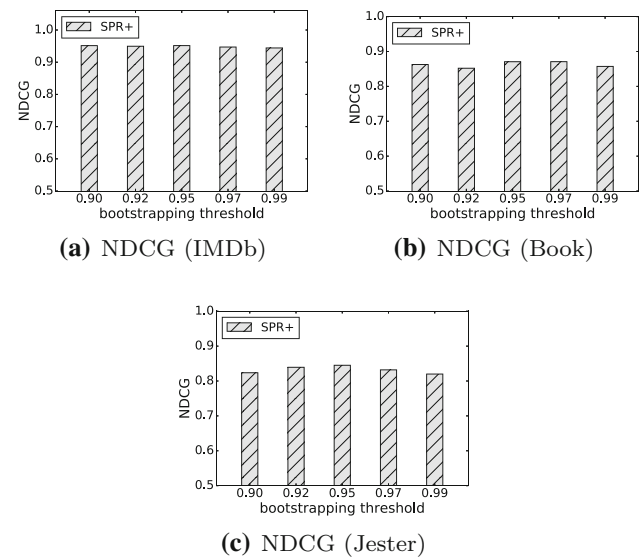 1.0
0.9
0.8
0.7
0.6
0.5
NDCG
SPR+
0.90 0.92 0.95 0.97 0.99
bootstrapping threshold
(a) NDCG (IMDb)
1.0
0.9
0.8
0.7
0.6
0.5
NDCG
SPR+
0.90 0.92 0.95 0.97 0.99
bootstrapping threshold
(b) NDCG (Book)
1.0
0.9
0.8
0.7
0.6
0.5
NDCG
SPR+
0.90 0.92 0.95 0.97 0.99
bootstrapping threshold
(c) NDCG (Jester)